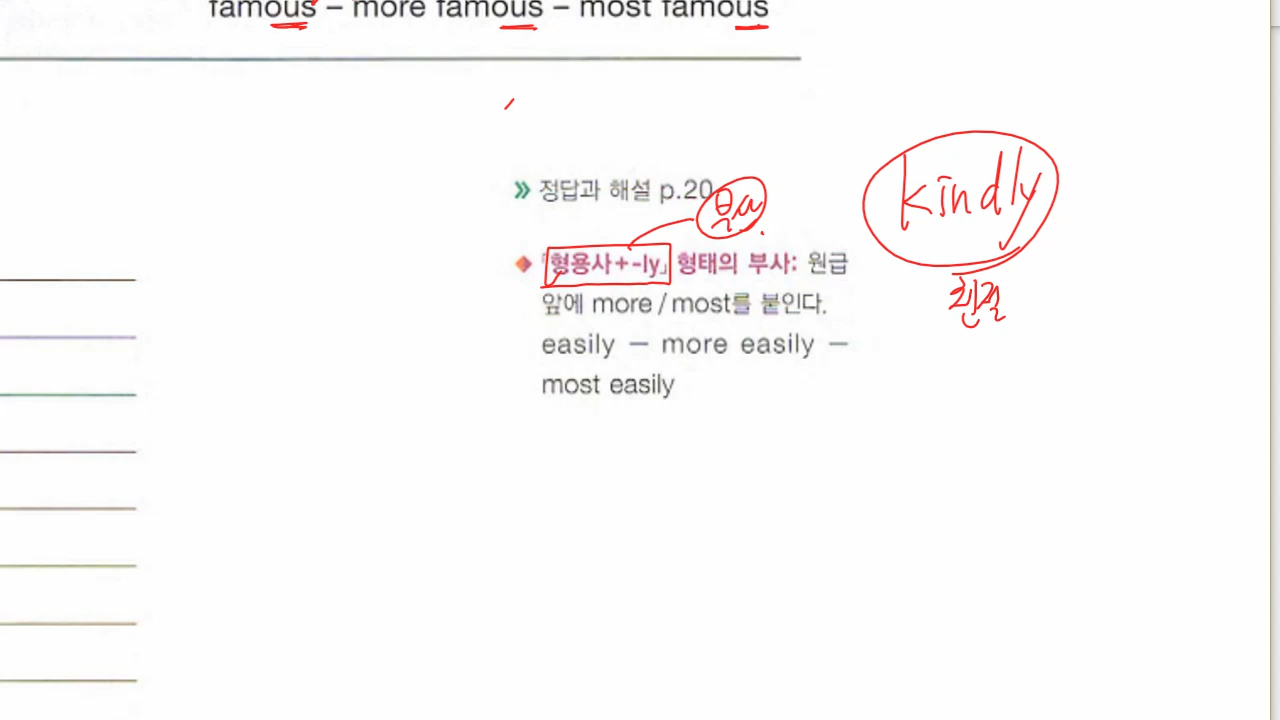 famous – more famous – most famous
» 정답과 해설 p.20
부사
kindly
◆ 「형용사+-ly」 형태의 부사: 원급
앞에 more / most를 붙인다.
친절
easily – more easily –
most easily